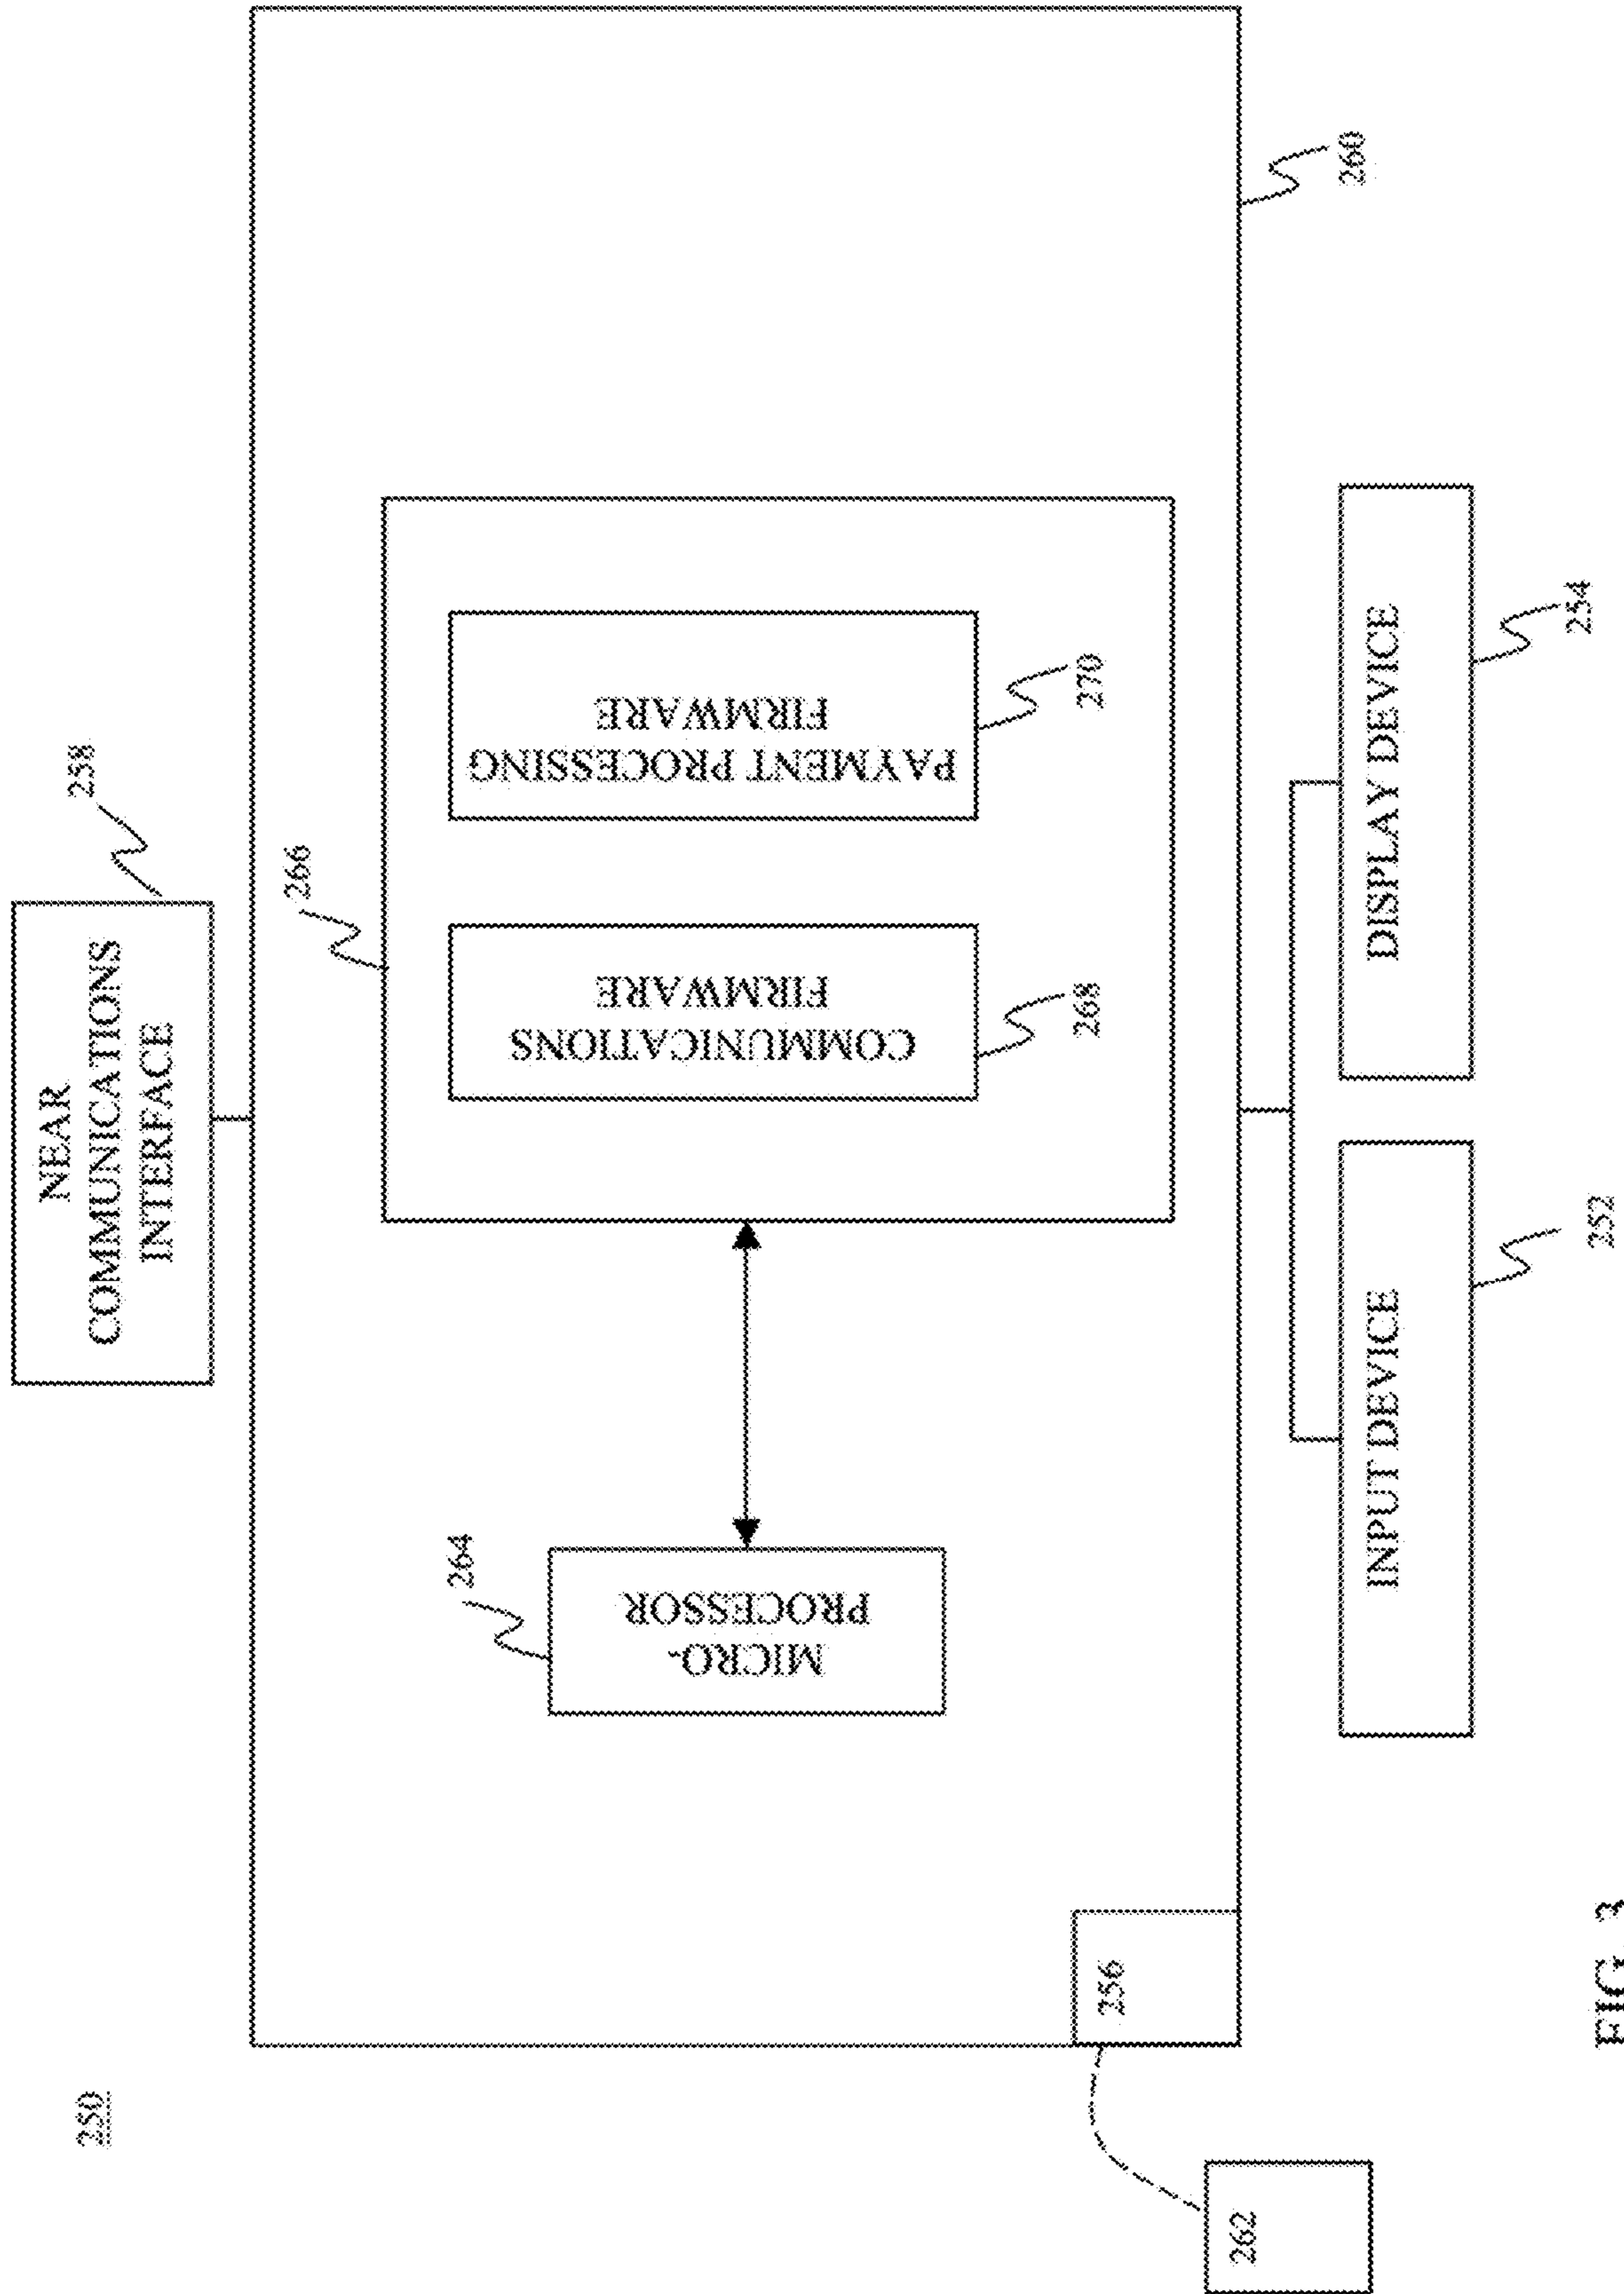 250
NEAR
COMMUNICATIONS
INTERFACE
258
266
264
MICRO-
PROCESSOR
COMMUNICATIONS
FIRMWARE
268
PAYMENT PROCESSING
FIRMWARE
270
256
262
260
INPUT DEVICE
252
DISPLAY DEVICE
254
FIG. 3